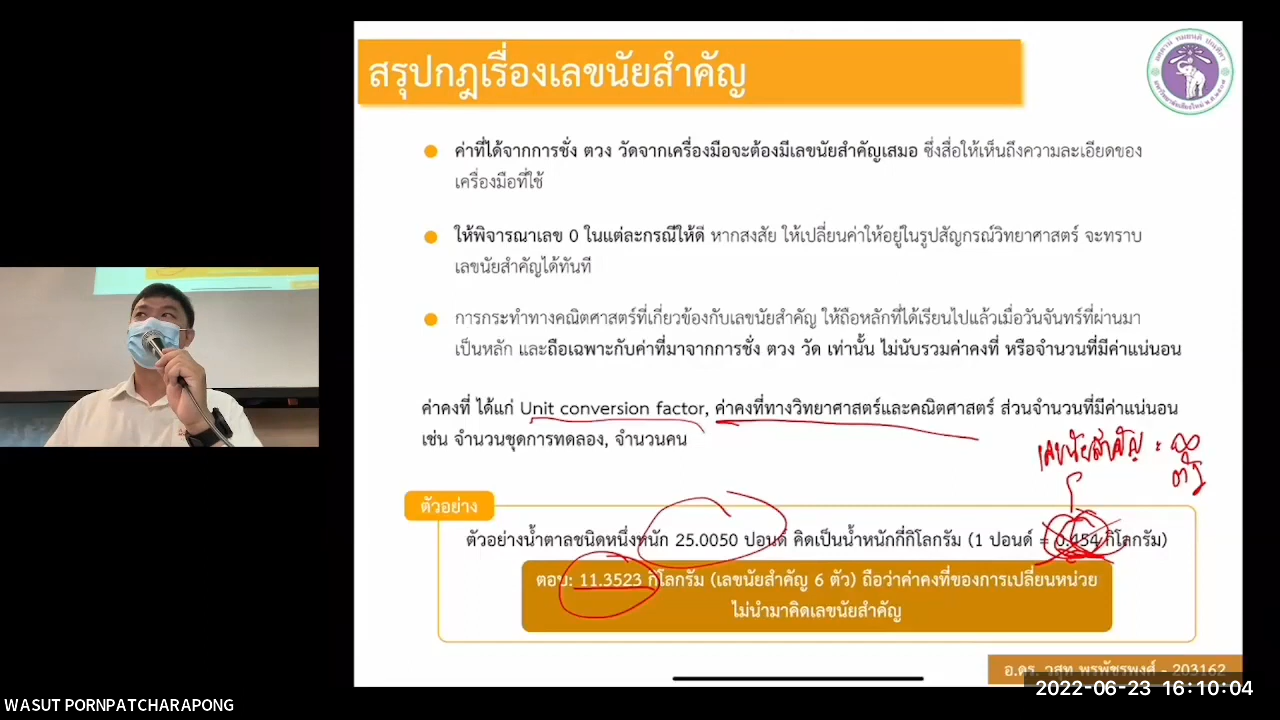 สรุปกฎเรื่องเลขนัยสำคัญ
ค่าที่ได้จากการชั่ง ตวง วัดจากเครื่องมือจะต้องมีเลขนัยสำคัญเสมอ ซึ่งสื่อให้เห็นถึงความละเอียดของ
เครื่องมือที่ใช้
ให้พิจารณาเลข 0 ในแต่ละกรณีให้ดี หากสงสัย ให้เปลี่ยนค่าให้อยู่ในรูปสัญกรณ์วิทยาศาสตร์ จะทราบ
เลขนัยสำคัญได้ทันที
การกระทำทางคณิตศาสตร์ที่เกี่ยวข้องกับเลขนัยสำคัญ ให้ถือหลักที่ได้เรียนไปแล้วเมื่อวันจันทร์ที่ผ่านมา
เป็นหลัก และถือเฉพาะกับค่าที่มาจากการชั่ง ตวง วัด เท่านั้น ไม่นับรวมค่าคงที่ หรือจำนวนที่มีค่าแน่นอน
ค่าคงที่ ได้แก่ Unit conversion factor, ค่าคงที่ทางวิทยาศาสตร์และคณิตศาสตร์ ส่วนจำนวนที่มีค่าแน่นอน
เช่น จำนวนชุดการทดลอง, จำนวนคน
เลขนัยสำคัญ = ∞
ตัว
ตัวอย่าง
ตัวอย่างน้ำตาลชนิดหนึ่งหนัก 25.0050 ปอนด์ คิดเป็นน้ำหนักกี่กิโลกรัม (1 ปอนด์ = 0.454 กิโลกรัม)
ตอบ: 11.3523 กิโลกรัม (เลขนัยสำคัญ 6 ตัว) ถือว่าค่าคงที่ของการเปลี่ยนหน่วย
ไม่นำมาคิดเลขนัยสำคัญ
อ.ดร. วสุท พรพัชรพงศ์ - 203162
2022-06-23 16:10:04
WASUT PORNPATCHARAPONG